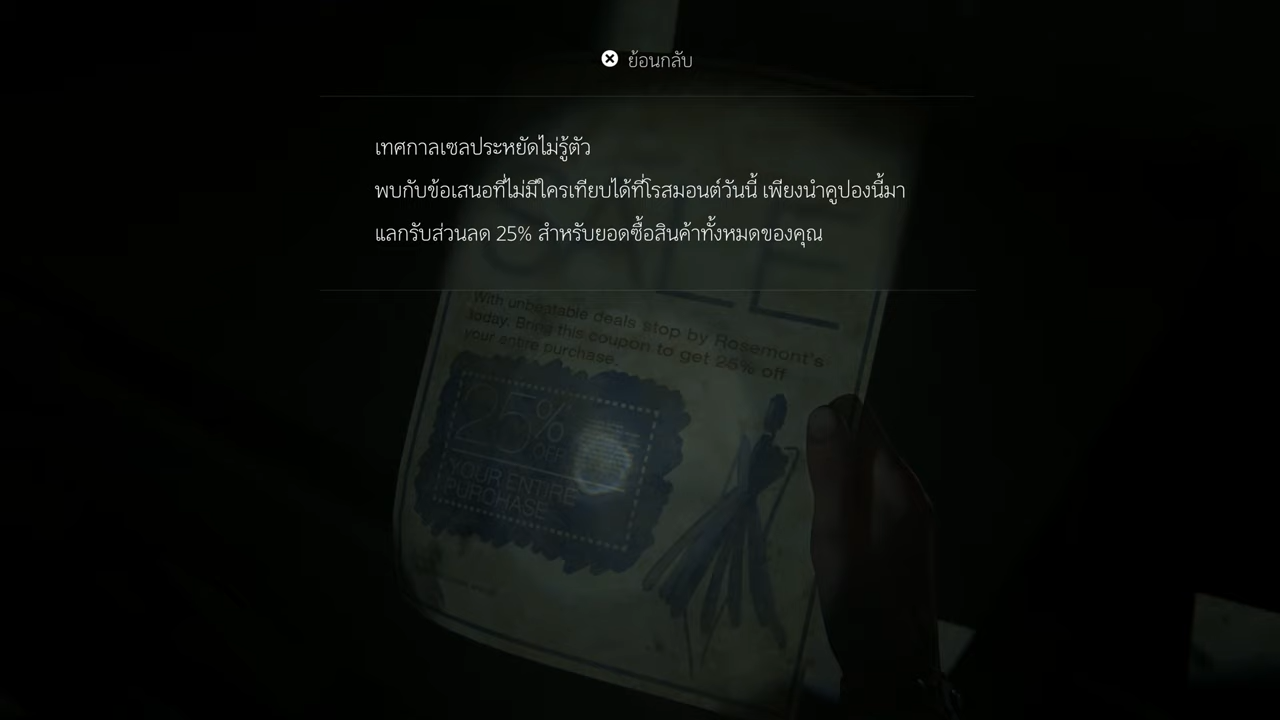 ย้อนกลับ
เทศกาลเซลประหยัดไม่รู้ตัว
พบกับข้อเสนอที่ไม่มีใครเทียบได้ที่โรสมอนต์วันนี้ เพียงนำคูปองนี้มา
แลกรับส่วนลด 25% สำหรับยอดซื้อสินค้าทั้งหมดของคุณ
SALE
With unbeatable deals stop by Rosemont's
today. Bring this coupon to get 25% off
your entire purchase.
25%
OFF
YOUR ENTIRE
PURCHASE